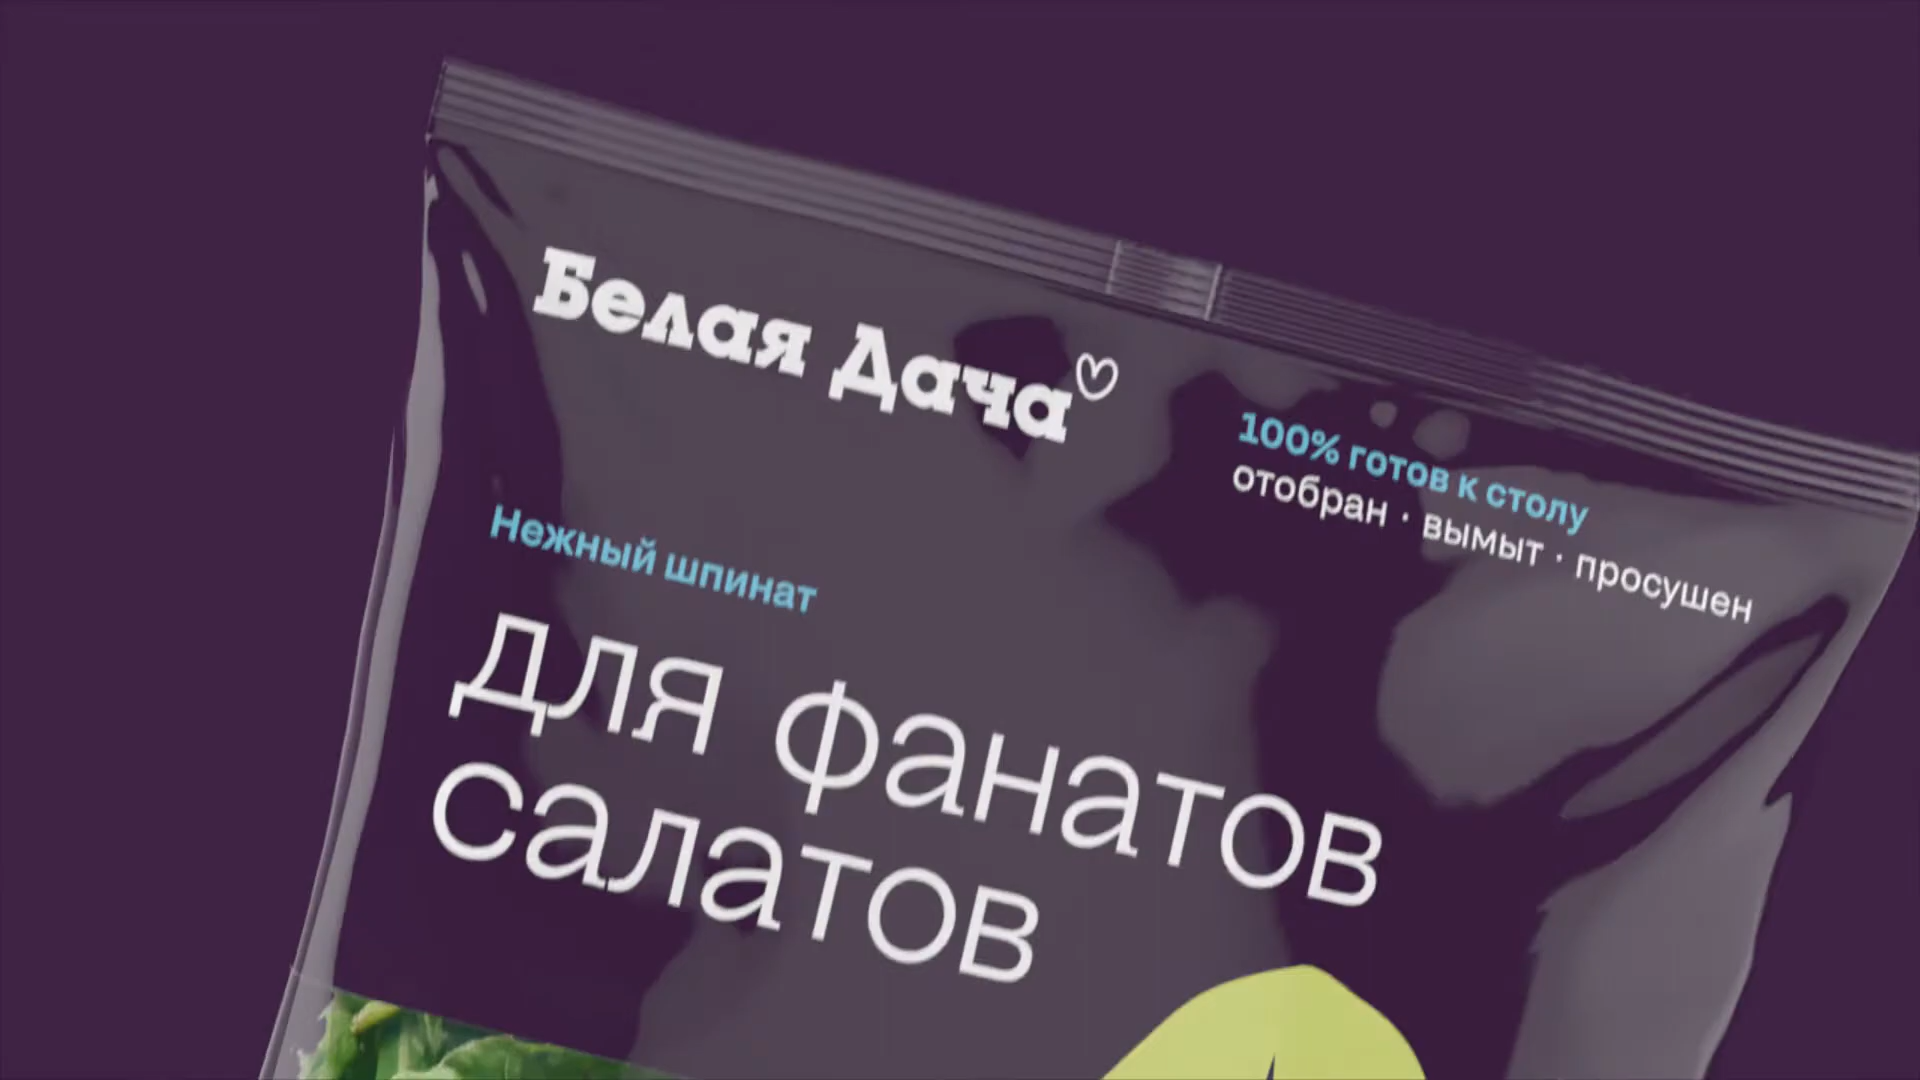 Белая Дача
100% готов к столу
отобран · вымыт · просушен
Нежный шпинат
для фанатов
салатов